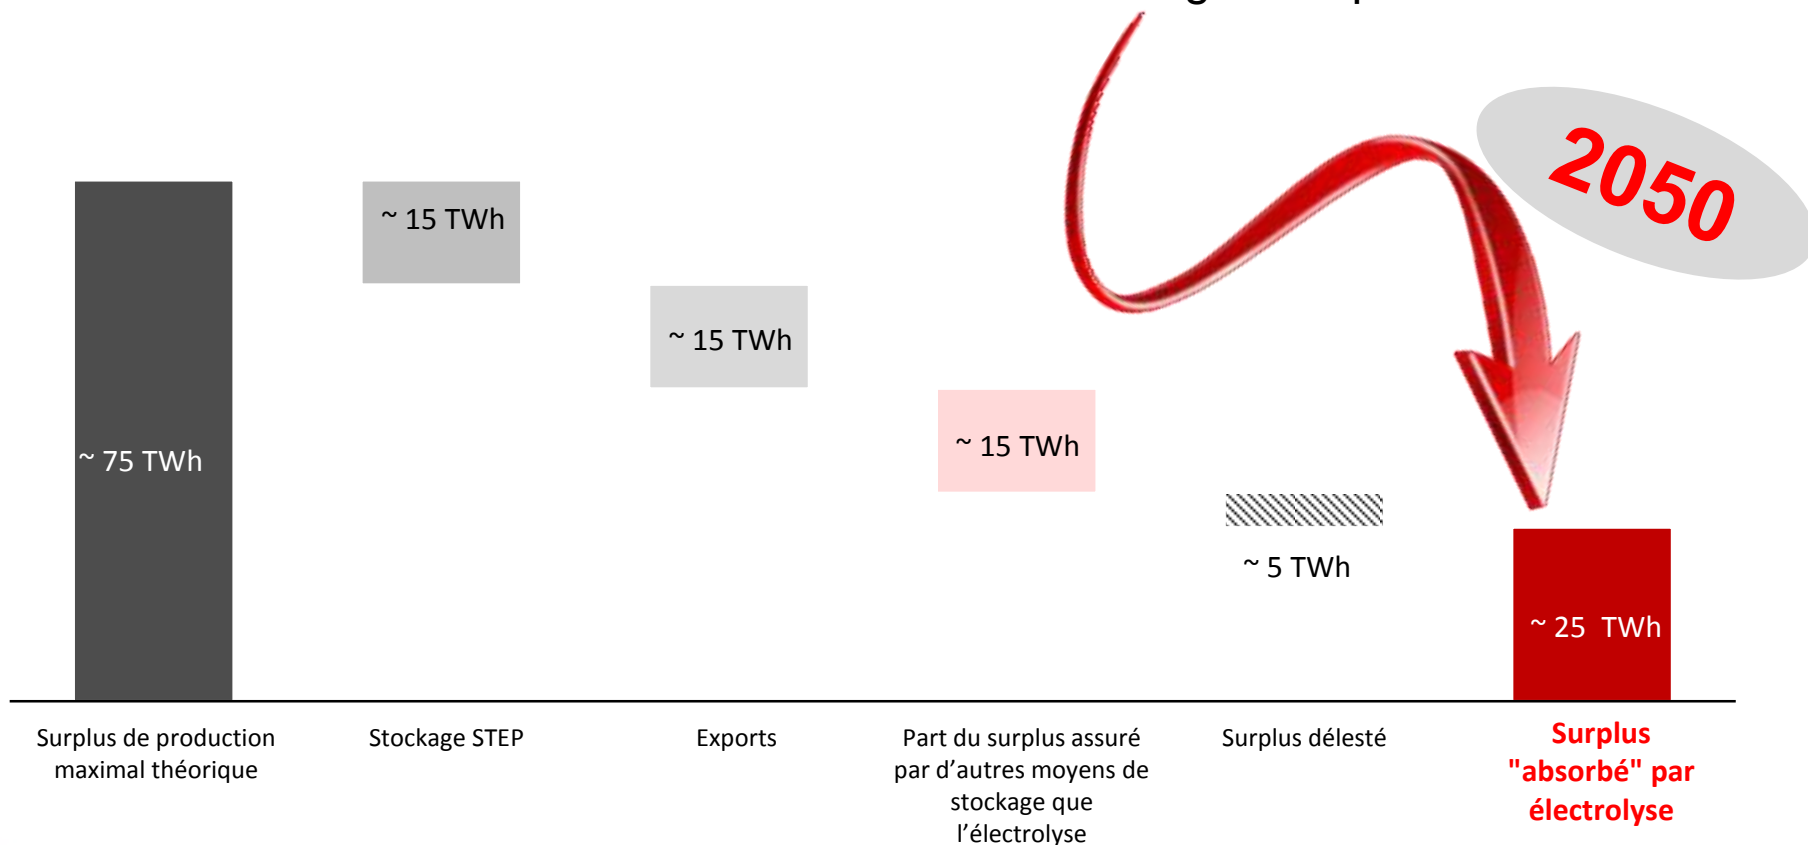 2050
~ 15 TWh
~ 15 TWh
~ 15 TWh
~ 75 TWh
~ 5 TWh
~ 25 TWh
Surplus de production
maximal théorique
Stockage STEP
Exports
Part du surplus assuré
par d’autres moyens de
stockage que
l’électrolyse
Surplus délesté
Surplus
"absorbé" par
électrolyse